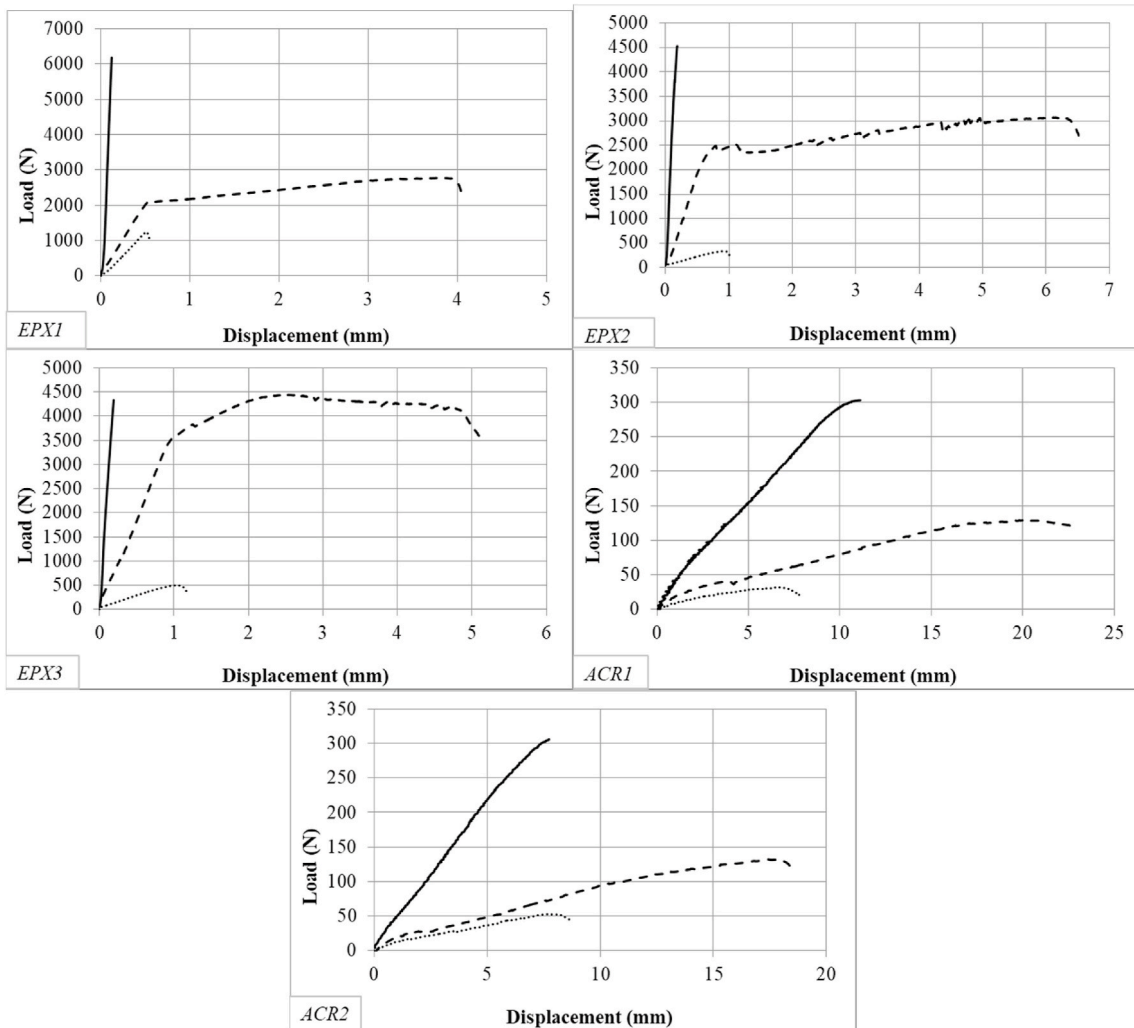 7000
6000
5000
4000
3000
2000
1000
0
Load (N)
0 1 2 3 4 5
Displacement (mm)
EPX1
5000
4500
4000
3500
3000
2500
2000
1500
1000
500
0
Load (N)
0 1 2 3 4 5 6 7
Displacement (mm)
EPX2
5000
4500
4000
3500
3000
2500
2000
1500
1000
500
0
Load (N)
0 1 2 3 4 5 6
Displacement (mm)
EPX3
350
300
250
200
150
100
50
0
Load (N)
0 5 10 15 20 25
Displacement (mm)
ACR1
350
300
250
200
150
100
50
0
Load (N)
0 5 10 15 20
Displacement (mm)
ACR2